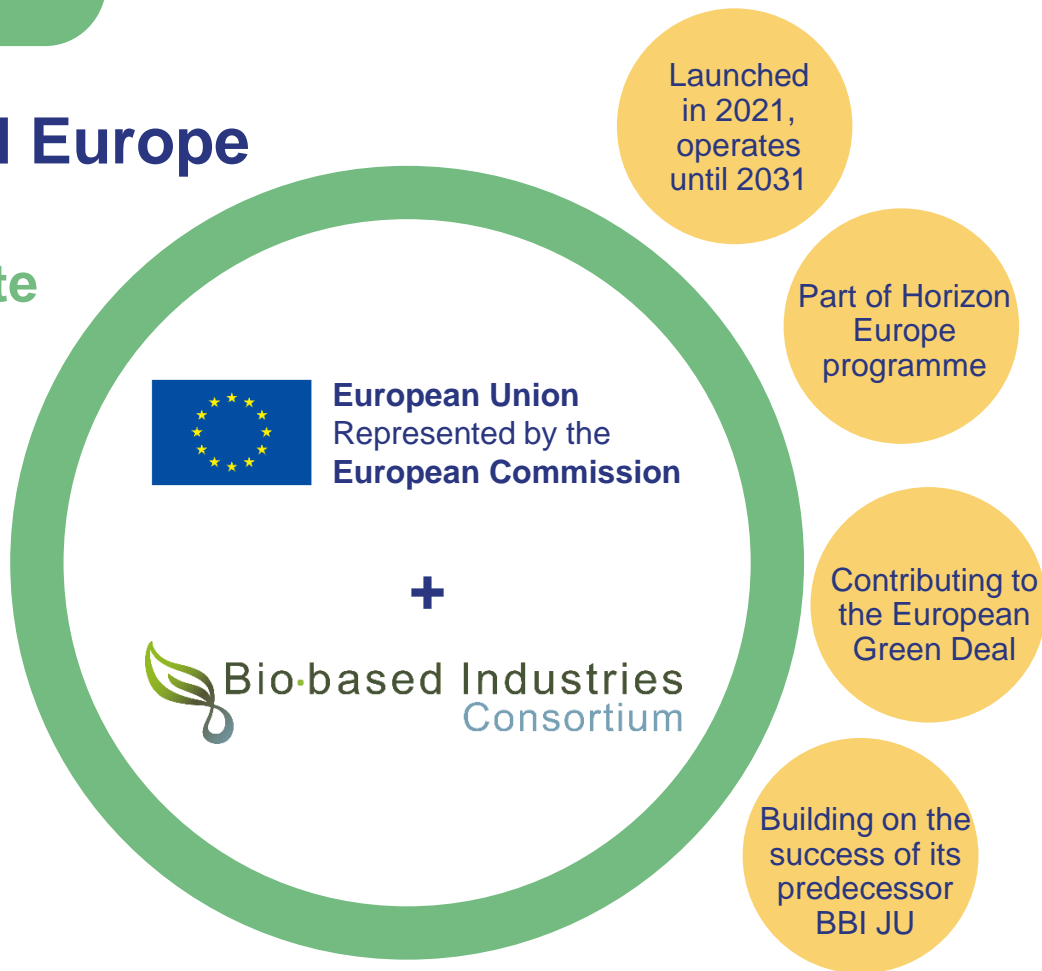 Europe
Launched
in 2021,
operates
until 2031
Part of Horizon
Europe
programme
European Union
Represented by the
European Commission
+
Contributing to
the European
Green Deal
Bio·based Industries
Consortium
Building on the
success of its
predecessor
BBI JU